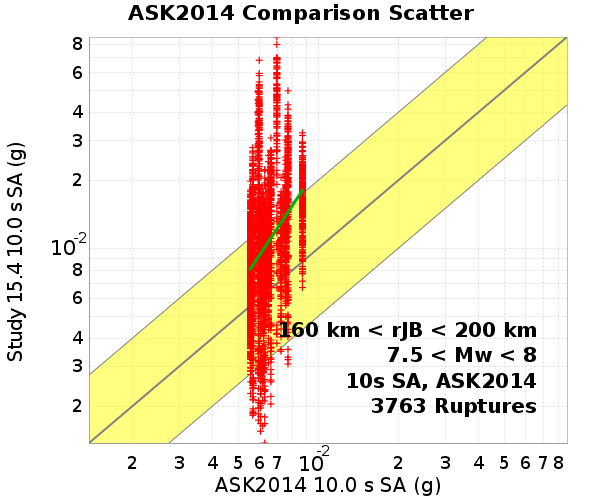 ASK2014 Comparison Scatter
8
6
4
3
2
10-2
8
6
4
3
2
Study 15.4 10.0 s SA (g)
160 km < rJB < 200 km
7.5 < Mw < 8
10s SA, ASK2014
3763 Ruptures
2 3 4 5 6 7 10-2 2 3 4 5 6 7 8
ASK2014 10.0 s SA (g)